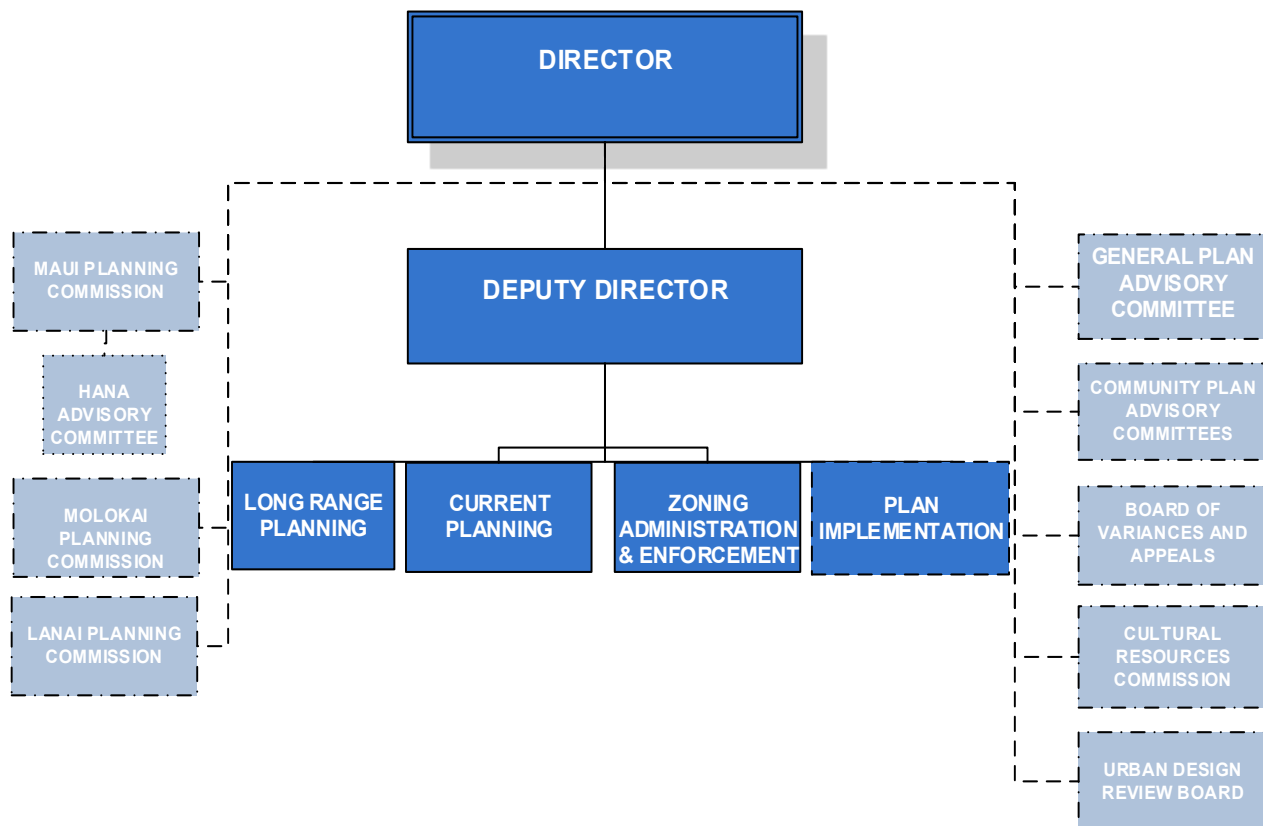 DIRECTOR
DEPUTY DIRECTOR
MAUI PLANNING
COMMISSION
HANA
ADVISORY
COMMITTEE
MOLOKAI
PLANNING
COMMISSION
LANAI PLANNING
COMMISSION
LONG RANGE
PLANNING
CURRENT
PLANNING
ZONING
ADMINISTRATION
& ENFORCEMENT
PLAN
IMPLEMENTATION
GENERAL PLAN
ADVISORY
COMMITTEE
COMMUNITY PLAN
ADVISORY
COMMITTEES
BOARD OF
VARIANCES AND
APPEALS
CULTURAL
RESOURCES
COMMISSION
URBAN DESIGN
REVIEW BOARD